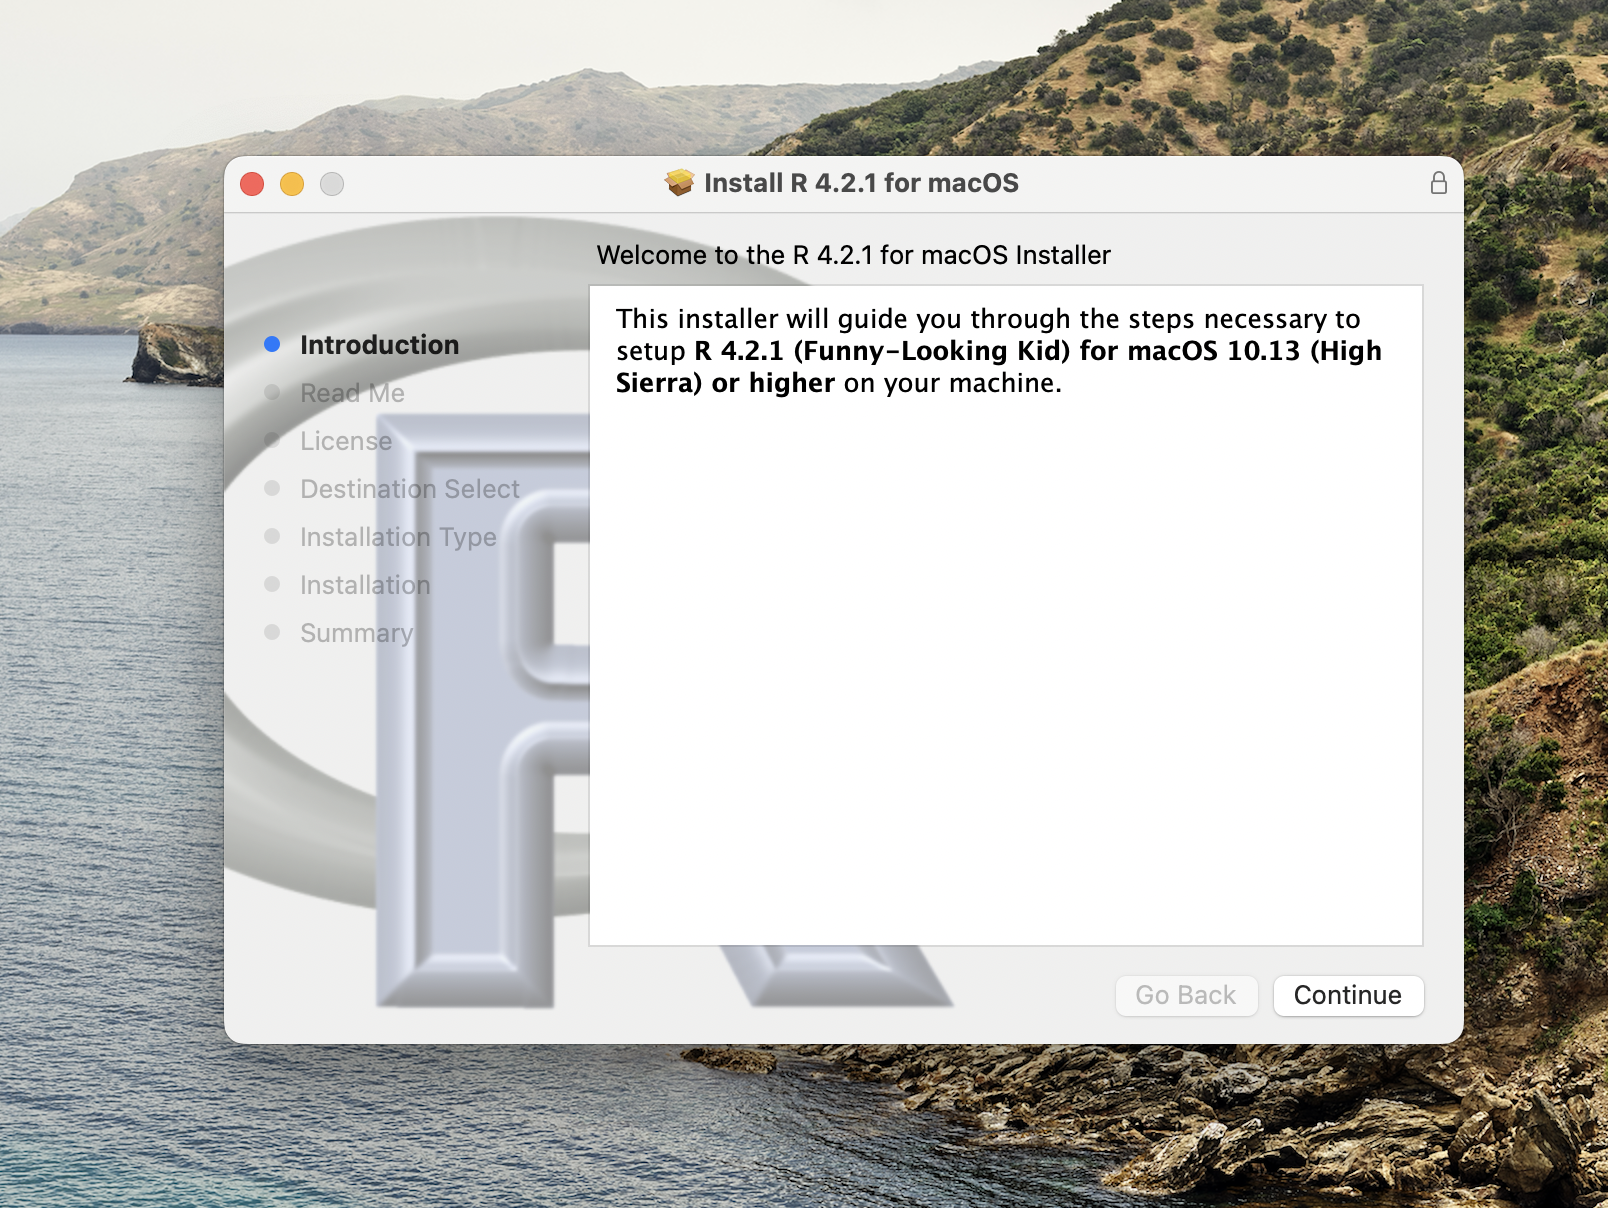 Install R 4.2.1 for macOS
Welcome to the R 4.2.1 for macOS Installer
Introduction
Read Me
License
Destination Select
Installation Type
Installation
Summary
This installer will guide you through the steps necessary to
setup R 4.2.1 (Funny-Looking Kid) for macOS 10.13 (High
Sierra) or higher on your machine.
Go Back
Continue